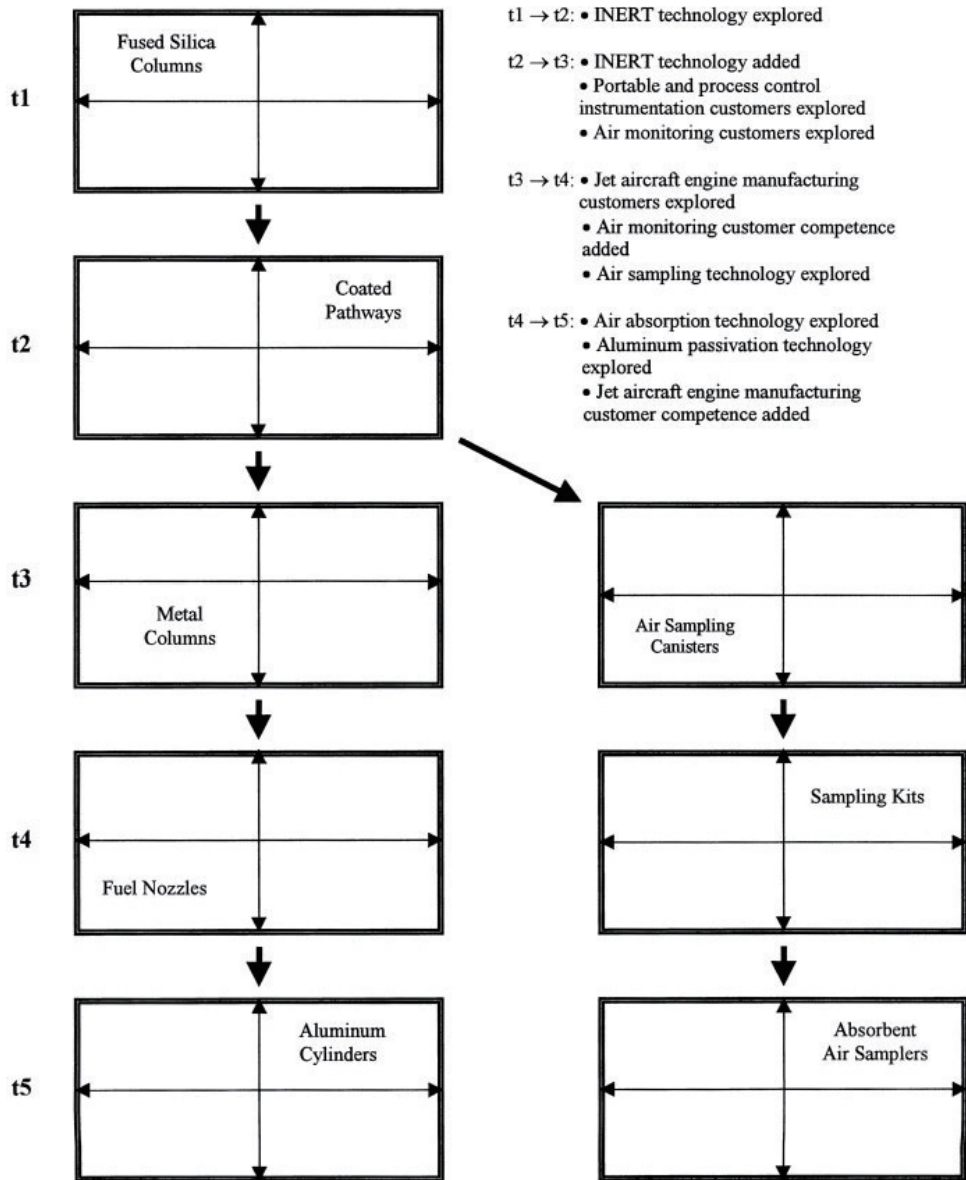 t1 → t2: • INERT technology explored
t2 → t3: • INERT technology added
• Portable and process control
instrumentation customers explored
• Air monitoring customers explored
t3 → t4: • Jet aircraft engine manufacturing
customers explored
• Air monitoring customer competence
added
• Air sampling technology explored
t4 → t5: • Air absorption technology explored
• Aluminum passivation technology
explored
• Jet aircraft engine manufacturing
customer competence added
t1
Fused Silica
Columns
t2
Coated
Pathways
t3
Metal
Columns
Air Sampling
Canisters
t4
Fuel Nozzles
Sampling Kits
t5
Aluminum
Cylinders
Absorbent
Air Samplers